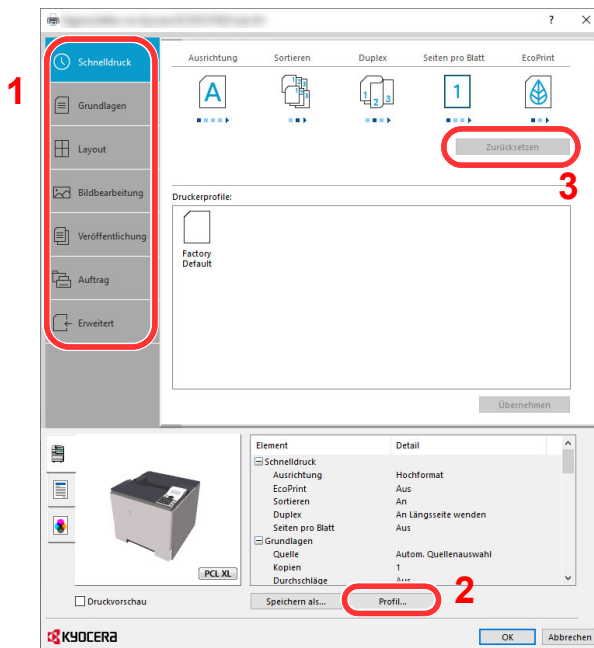 ? ×
1
Schnelldruck
Grundlagen
Layout
Bildbearbeitung
Veröffentlichung
Auftrag
Erweitert
Ausrichtung Sortieren Duplex Seiten pro Blatt EcoPrint
A 1 2 3 1 2 3 1
Zurücksetzen
3
Druckerprofile:
Factory
Default
Übernehmen
Element Detail
Schnelldruck
Ausrichtung Hochformat
EcoPrint Aus
Sortieren An
Duplex An Längsseite wenden
Seiten pro Blatt Aus
Grundlagen
Quelle Autom. Quellenauswahl
Kopien 1
Durchschläge Aus
PCL XL
Druckvorschau
Speichern als... Profil... 2
KYOCERA
OK Abbrechen